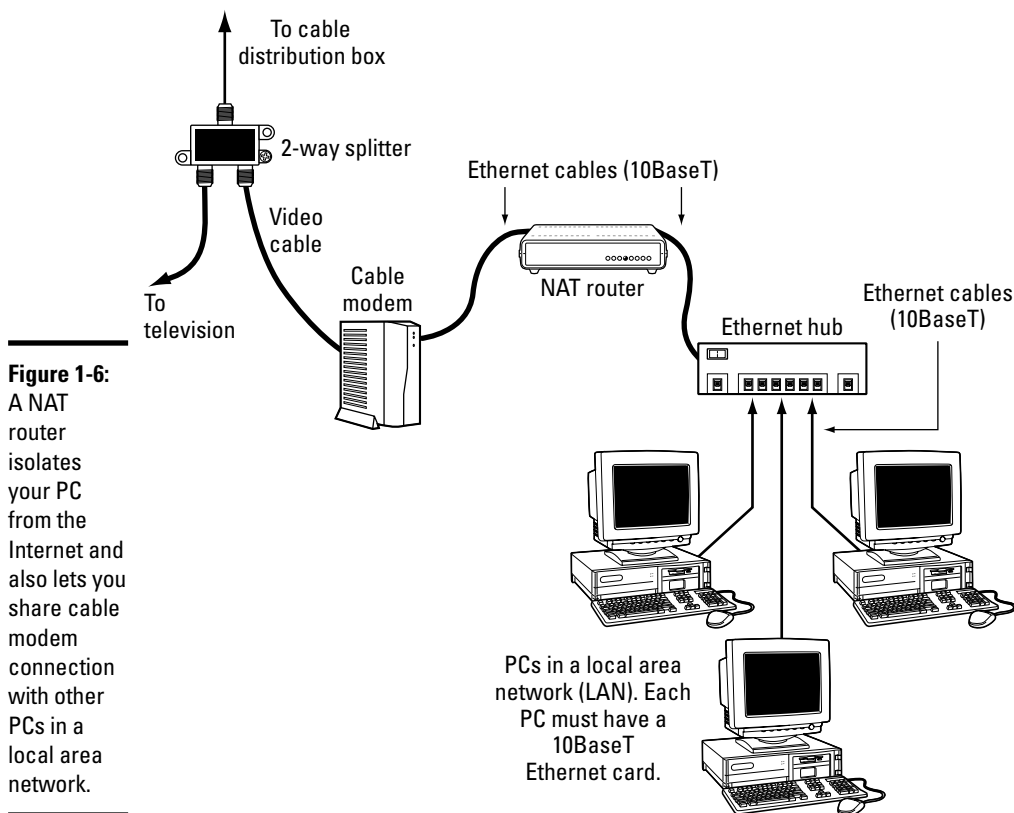 To cable
distribution box
2-way splitter
Ethernet cables (10BaseT)
Video
cable
NAT router
Cable
modem
To
television
Ethernet cables
(10BaseT)
Ethernet hub
Figure 1-6:
A NAT
router
isolates
your PC
from the
Internet and
also lets you
share cable
modem
connection
with other
PCs in a
local area
network.
PCs in a local area
network (LAN). Each
PC must have a
10BaseT
Ethernet card.